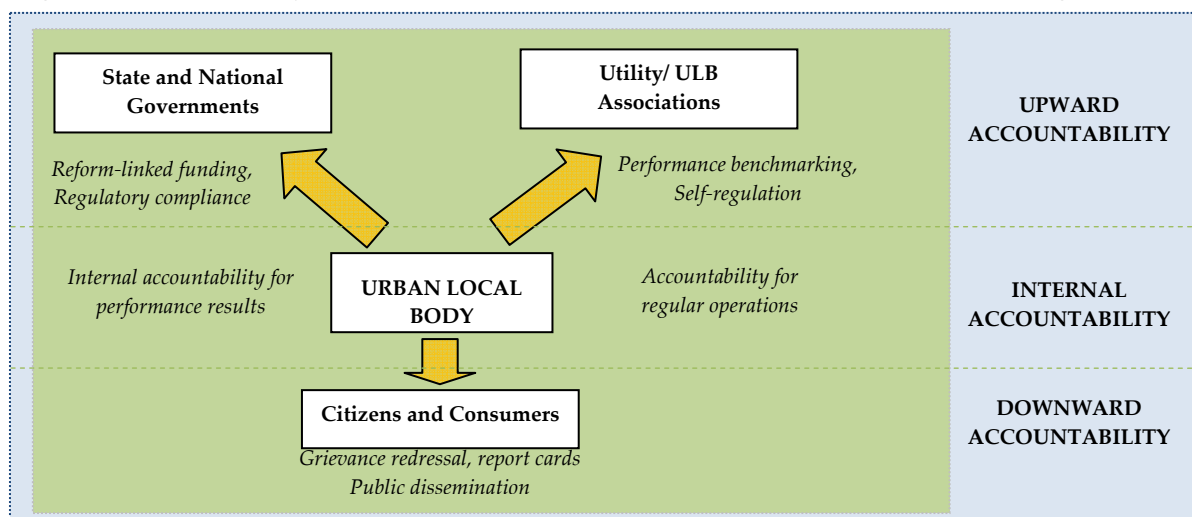 State and National
Governments
Utility/ ULB
Associations
UPWARD
ACCOUNTABILITY
Reform-linked funding,
Regulatory compliance
Performance benchmarking,
Self-regulation
Internal accountability for
performance results
URBAN LOCAL
BODY
Accountability for
regular operations
INTERNAL
ACCOUNTABILITY
Citizens and Consumers
Grievance redressal, report cards
Public dissemination
DOWNWARD
ACCOUNTABILITY